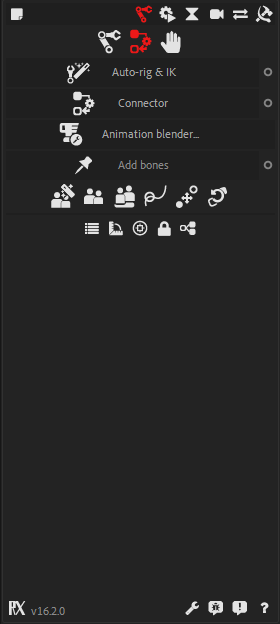 Auto-rig & IK
Connector
Animation blender...
Add bones
v16.2.0